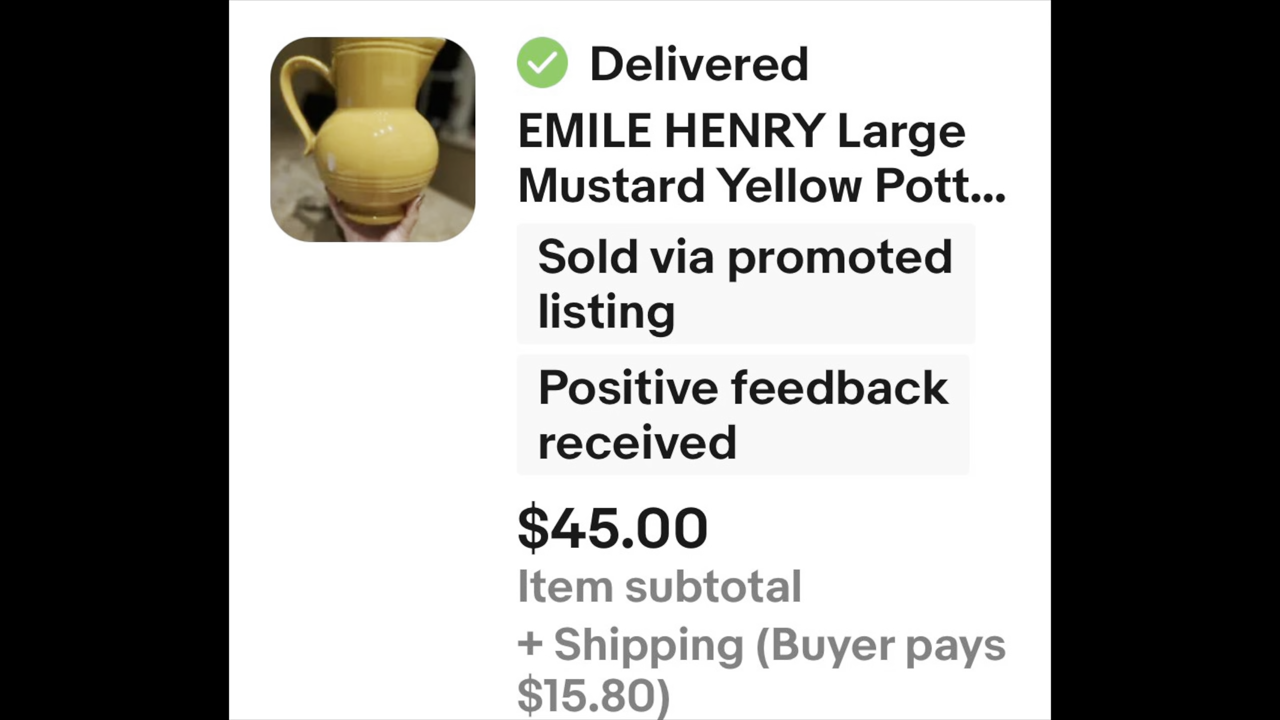 Delivered
EMILE HENRY Large
Mustard Yellow Pott...
Sold via promoted
listing
Positive feedback
received
$45.00
Item subtotal
+ Shipping (Buyer pays
$15.80)